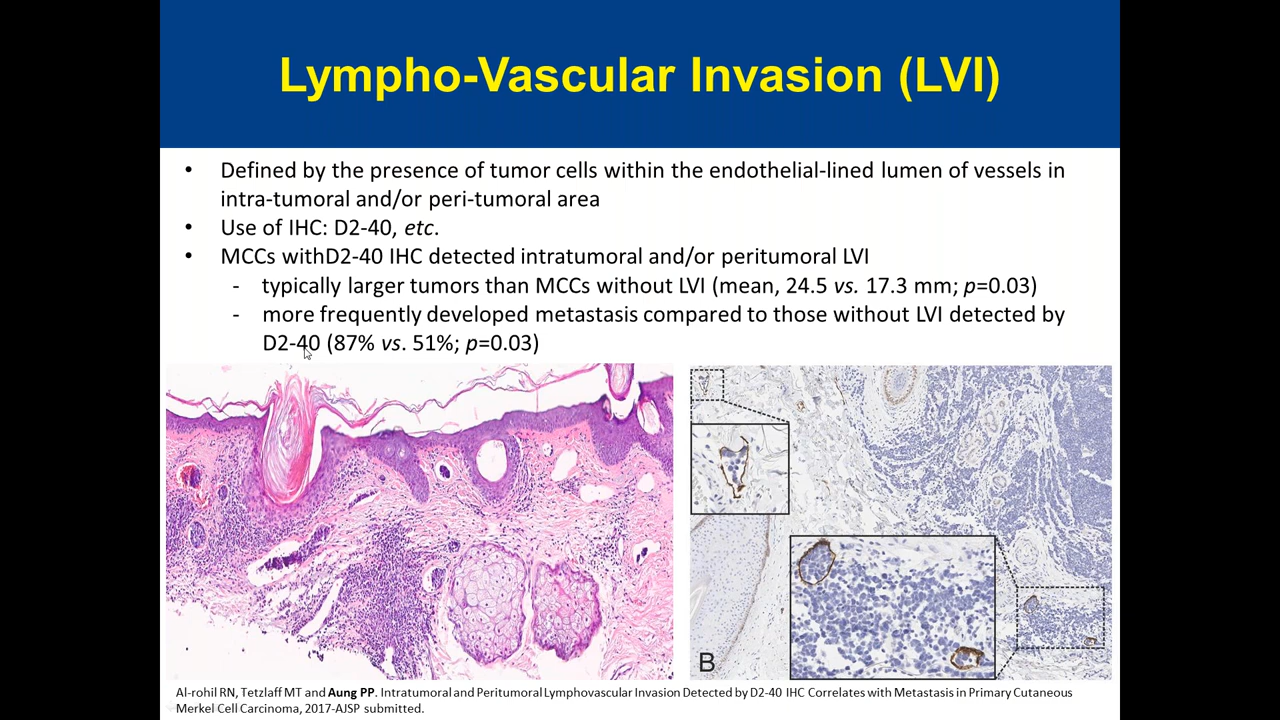 Lympho-Vascular Invasion (LVI)
• Defined by the presence of tumor cells within the endothelial-lined lumen of vessels in
intra-tumoral and/or peri-tumoral area
• Use of IHC: D2-40, etc.
• MCCs withD2-40 IHC detected intratumoral and/or peritumoral LVI
- typically larger tumors than MCCs without LVI (mean, 24.5 vs. 17.3 mm; p=0.03)
- more frequently developed metastasis compared to those without LVI detected by
D2-40 (87% vs. 51%; p=0.03)
B
Al-rohil RN, Tetzlaff MT and Aung PP. Intratumoral and Peritumoral Lymphovascular Invasion Detected by D2-40 IHC Correlates with Metastasis in Primary Cutaneous
Merkel Cell Carcinoma, 2017-AJSP submitted.